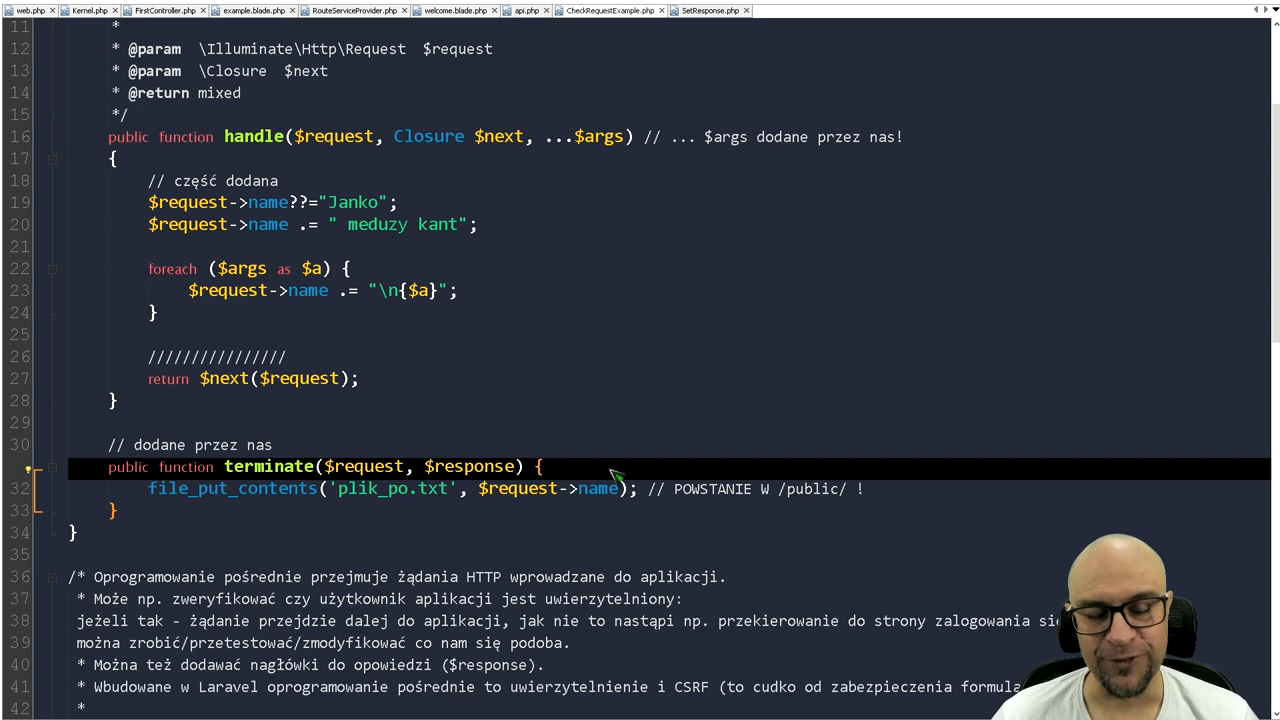 web.php Kernel.php FirstController.php example.blade.php RouteServiceProvider.php welcome.blade.php api.php CheckRequestExample.php SetResponse.php
11 *
12 * @param \Illuminate\Http\Request $request
13 * @param \Closure $next
14 * @return mixed
15 */
16 public function handle($request, Closure $next, ...$args) // ... $args dodane przez nas!
17 {
18 // część dodana
19 $request->name??="Janko";
20 $request->name .= " meduzy kant";
21
22 foreach ($args as $a) {
23 $request->name .= "\n{$a}";
24 }
25
26 ////////////////
27 return $next($request);
28 }
29
30 // dodane przez nas
public function terminate($request, $response) {
32 file_put_contents('plik_po.txt', $request->name); // POWSTANIE W /public/ !
33 }
34 }
35
36 /* Oprogramowanie pośrednie przejmuje żądania HTTP wprowadzane do aplikacji.
37 * Może np. zweryfikować czy użytkownik aplikacji jest uwierzytelniony:
38 jeżeli tak - żądanie przejdzie dalej do aplikacji, jak nie to nastąpi np. przekierowanie do strony zalogowania się
39 można zrobić/przetestować/zmodyfikować co nam się podoba.
40 * Można też dodawać nagłówki do opowiedzi ($response).
41 * Wbudowane w Laravel oprogramowanie pośrednie to uwierzytelnienie i CSRF (to cudko od zabezpieczenia formula
42 *